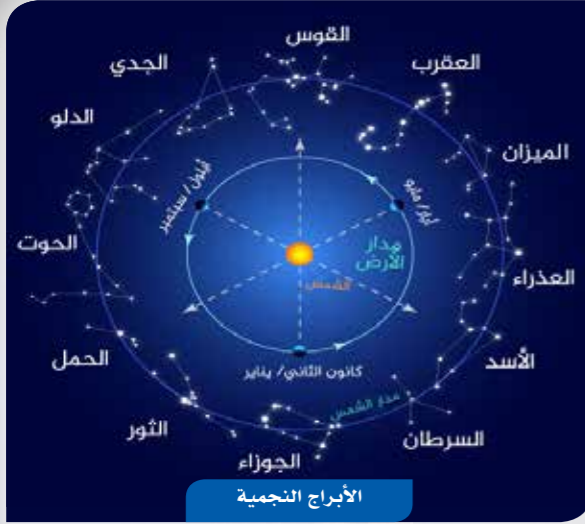 القوس
العقرب
الجدي
الدلو
الميزان
أيلول / سبتمبر
أيار / مايو
الحوت
مدار
الأرض
العذراء
الشمس
الحمل
الأسد
كانون الثاني/ يناير
مدار الشمس
الثور
السرطان
الجوزاء
الأبراج النجمية